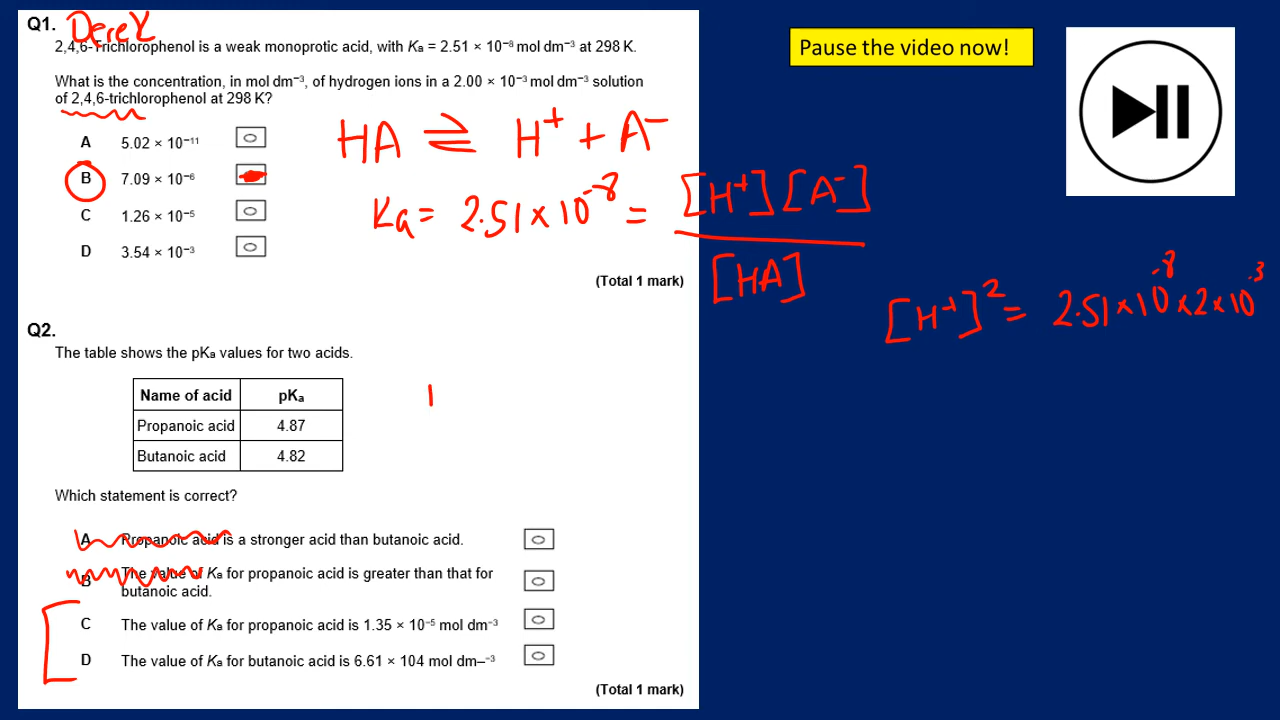 Q1. DereK
2,4,6-Trichlorophenol is a weak monoprotic acid, with Ka = 2.51 × 10⁻⁸ mol dm⁻³ at 298 K.
What is the concentration, in mol dm⁻³, of hydrogen ions in a 2.00 × 10⁻³ mol dm⁻³ solution
of 2,4,6-trichlorophenol at 298 K?
A 5.02 × 10⁻¹¹
B 7.09 × 10⁻⁶
C 1.26 × 10⁻⁵
D 3.54 × 10⁻³
(Total 1 mark)
HA ⇌ H⁺ + A⁻
Ka = 2.51 × 10⁻⁸ = [H⁺][A⁻]
[HA]
[H⁺]² = 2.51 × 10⁻⁸ × 2 × 10⁻³
Pause the video now!
Q2.
The table shows the pKa values for two acids.
Name of acid pKa
Propanoic acid 4.87
Butanoic acid 4.82
Which statement is correct?
A Propanoic acid is a stronger acid than butanoic acid.
B The value of Ka for propanoic acid is greater than that for
butanoic acid.
C The value of Ka for propanoic acid is 1.35 × 10⁻⁵ mol dm⁻³
D The value of Ka for butanoic acid is 6.61 × 104 mol dm–⁻³
(Total 1 mark)